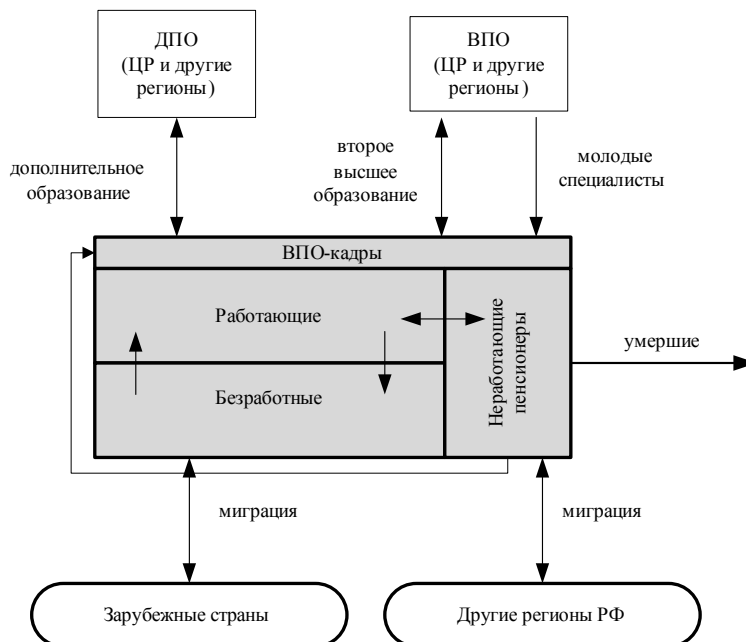 ДПО
(ЦР и другие
регионы)
ВПО
(ЦР и другие
регионы)
дополнительное
образование
второе
высшее
образование
молодые
специалисты
ВПО-кадры
Работающие
Безработные
Неработающие
пенсионеры
умершие
миграция
миграция
Зарубежные страны
Другие регионы РФ